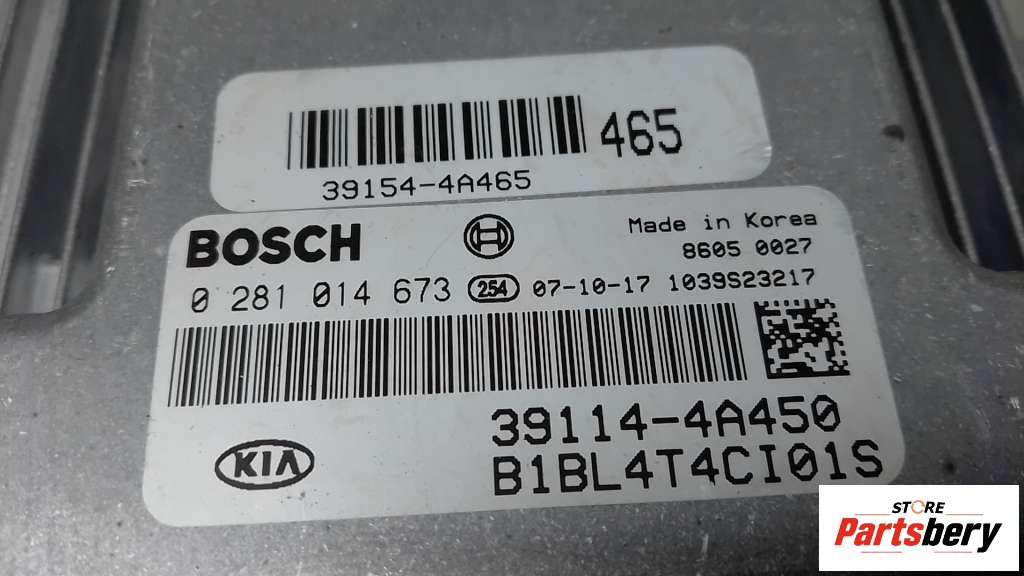 465
39154-4A465
BOSCH
Made in Korea
8605 0027
0 281 014 673 254 07-10-17 1039S23217
39114-4A450
KIA
B1BL4T4CI01S
STORE
Partsbery